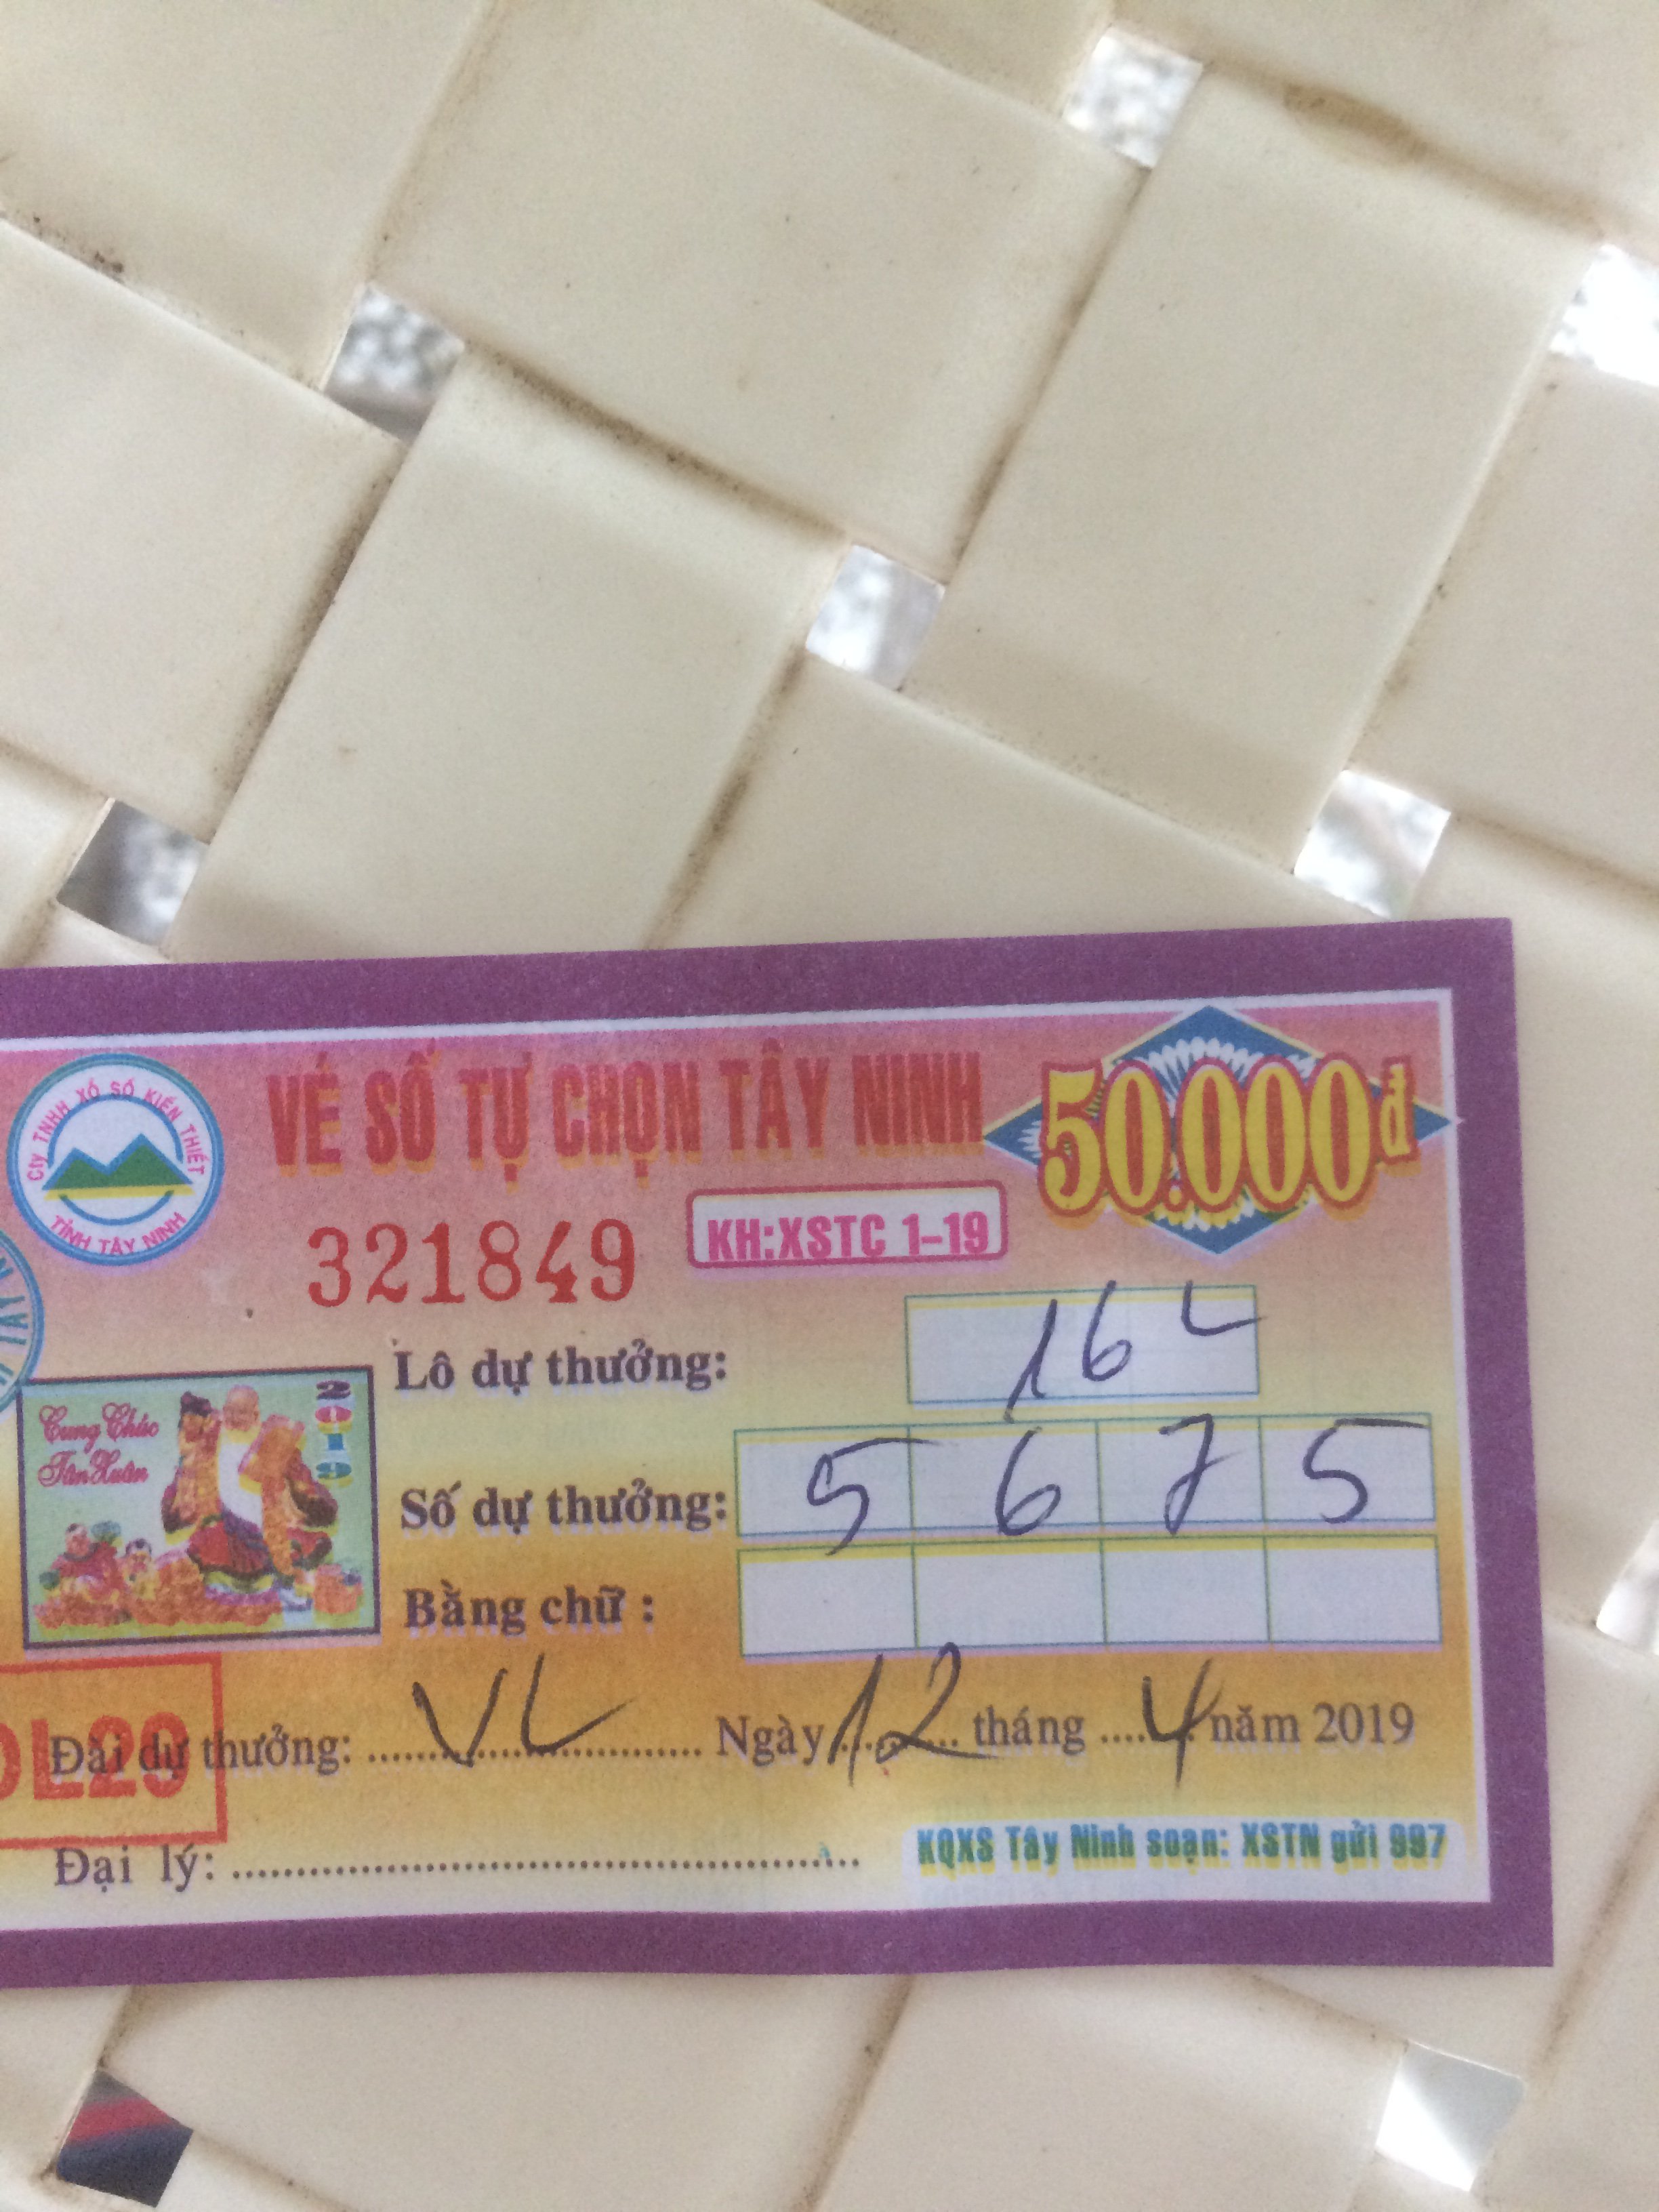 VÉ SỐ TỰ CHỌN TÂY NINH
50.000đ
Cty TNHH XỔ SỐ KIẾN THIẾT
TỈNH TÂY NINH
321849
KH:XSTC 1-19
Lô dự thưởng: 16L
Cung Chúc
Tân Xuân
2019
Số dự thưởng: 5 6 7 5
Bằng chữ :
Đài dự thưởng: VL Ngày 12 tháng 4 năm 2019
DL29
Đại lý:
KQXS Tây Ninh soạn: XSTN gửi 997